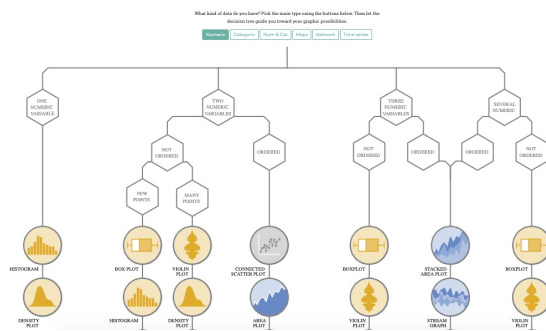 What kind of data do you have? Pick the main type using the buttons below. Then let the
decision tree guide you toward your graphic possibilities.
Numeric Categoric Num & Cat Maps Network Time series
ONE
NUMERIC
VARIABLE
TWO
NUMERIC
VARIABLES
THREE
NUMERIC
VARIABLES
SEVERAL
NUMERIC
NOT
ORDERED
ORDERED
NOT
ORDERED
ORDERED
ORDERED
NOT
ORDERED
FEW
POINTS
MANY
POINTS
HISTOGRAM
BOX PLOT
VIOLIN
PLOT
CONNECTED
SCATTER PLOT
BOXPLOT
STACKED
AREA PLOT
BOXPLOT
DENSITY
PLOT
HISTOGRAM
DENSITY
PLOT
AREA
PLOT
VIOLIN
PLOT
STREAM
GRAPH
VIOLIN
PLOT